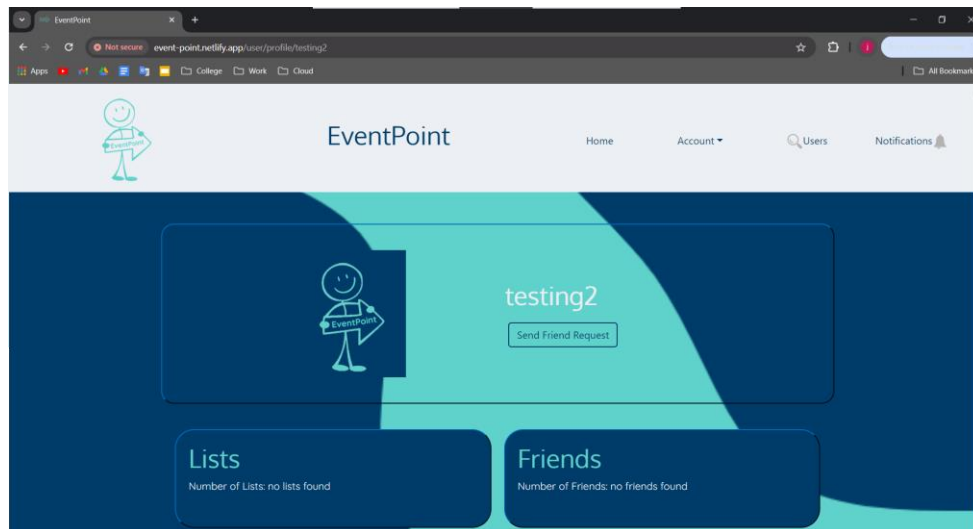 EventPoint
Not secure event-point.netlify.app/user/profile/testing2
Apps College Work Cloud All Bookmark
EventPoint
EventPoint Home Account Users Notifications
testing2
EventPoint
Send Friend Request
Lists Friends
Number of Lists: no lists found Number of Friends: no friends found